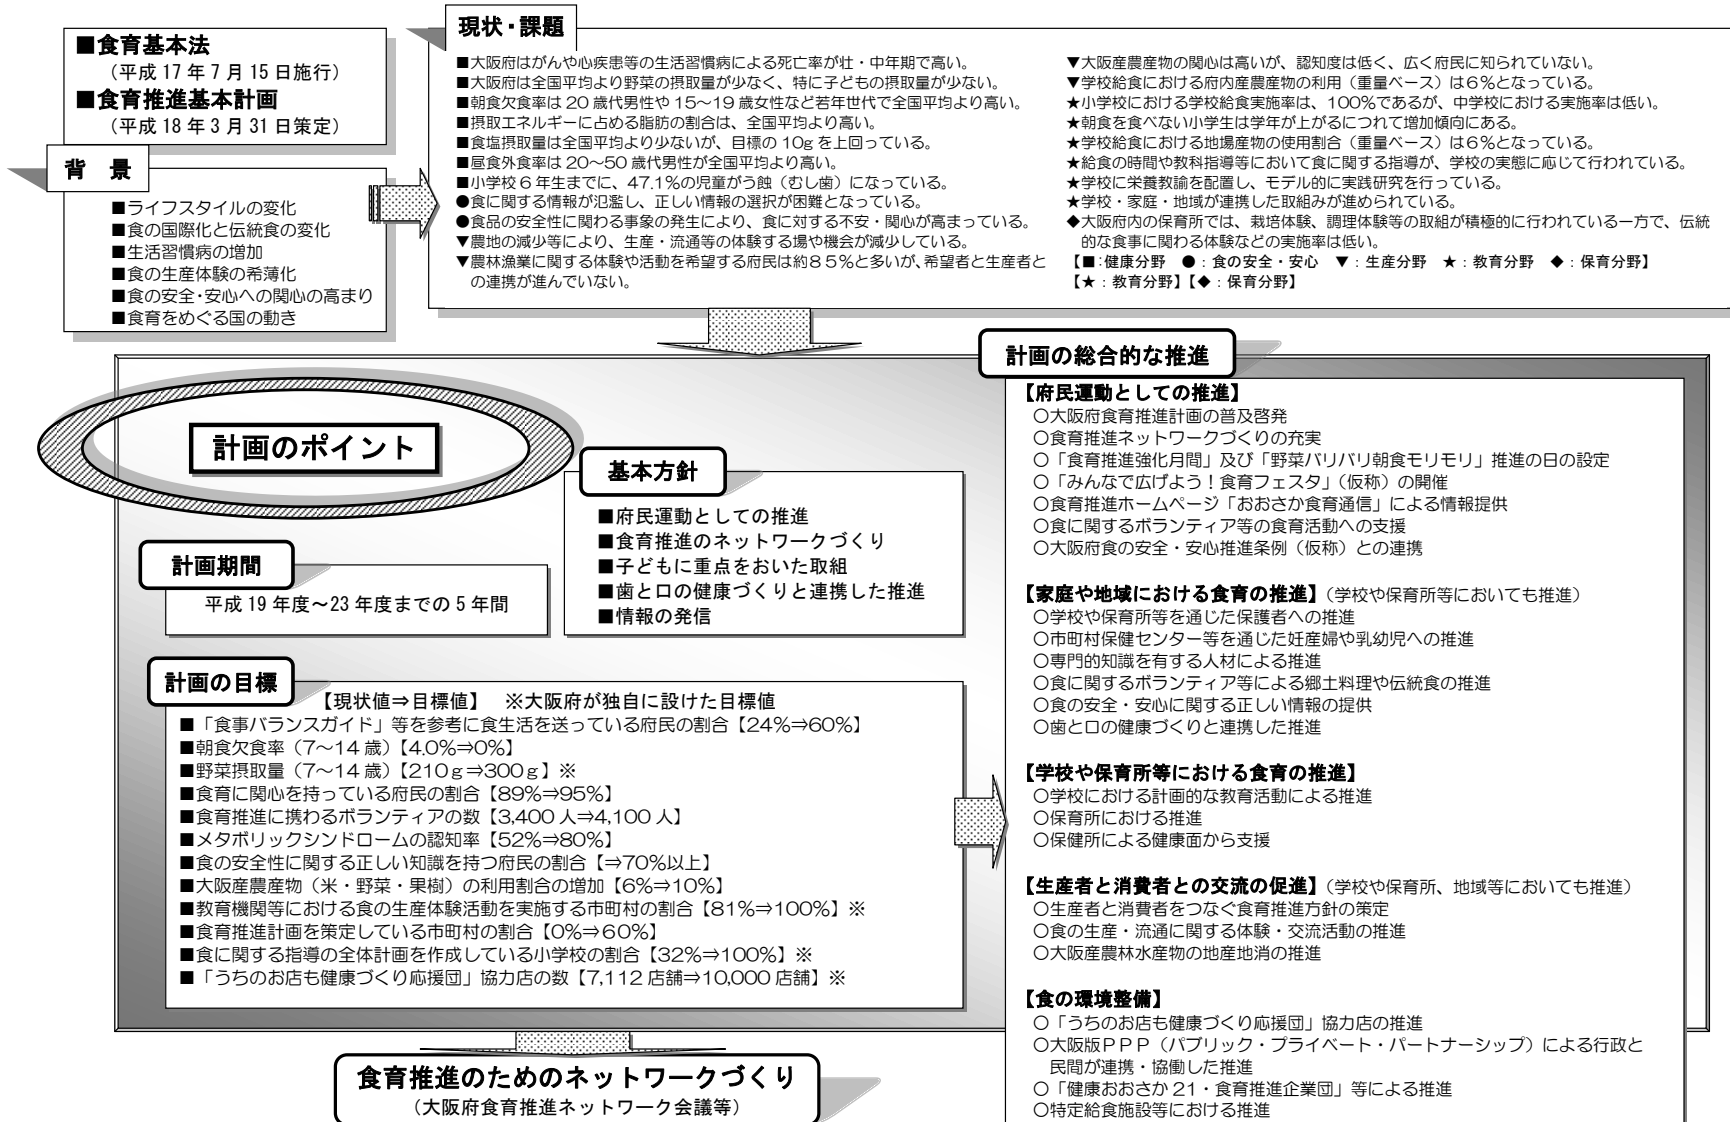 ■食育基本法
(平成17年7月15日施行)
■食育推進基本計画
(平成18年3月31日策定)
背 景
■ライフスタイルの変化
■食の国際化と伝統食の変化
■生活習慣病の増加
■食の生産体験の希薄化
■食の安全・安心への関心の高まり
■食育をめぐる国の動き
現状・課題
■大阪府はがんや心疾患等の生活習慣病による死亡率が壮・中年期で高い。
■大阪府は全国平均より野菜の摂取量が少なく、特に子どもの摂取量が少ない。
■朝食欠食率は20歳代男性や15～19歳女性など若年世代で全国平均より高い。
■摂取エネルギーに占める脂肪の割合は、全国平均より高い。
■食塩摂取量は全国平均より少ないが、目標の10gを上回っている。
■昼食外食率は20～50歳代男性が全国平均より高い。
■小学校6年生までに、47.1%の児童がう蝕(むし歯)になっている。
●食に関する情報が氾濫し、正しい情報の選択が困難となっている。
●食品の安全性に関わる事象の発生により、食に対する不安・関心が高まっている。
▼農地の減少等により、生産・流通等の体験する場や機会が減少している。
▼農林漁業に関する体験や活動を希望する府民は約85%と多いが、希望者と生産者と
の連携が進んでいない。
▼大阪産農産物の関心は高いが、認知度は低く、広く府民に知られていない。
▼学校給食における府内産農産物の利用(重量ベース)は6%となっている。
★小学校における学校給食実施率は、100%であるが、中学校における実施率は低い。
★朝食を食べない小学生は学年が上がるにつれて増加傾向にある。
★学校給食における地場産物の使用割合(重量ベース)は6%となっている。
★給食の時間や教科指導等において食に関する指導が、学校の実態に応じて行われている。
★学校に栄養教諭を配置し、モデル的に実践研究を行っている。
★学校・家庭・地域が連携した取組みが進められている。
◆大阪府内の保育所では、栽培体験、調理体験等の取組が積極的に行われている一方で、伝統
的な食事に関わる体験などの実施率は低い。
【■:健康分野 ●:食の安全・安心 ▼:生産分野 ★:教育分野 ◆:保育分野】
【★:教育分野】【◆:保育分野】
計画のポイント
計画期間
平成19年度～23年度までの5年間
基本方針
■府民運動としての推進
■食育推進のネットワークづくり
■子どもに重点をおいた取組
■歯と口の健康づくりと連携した推進
■情報の発信
計画の目標
【現状値⇒目標値】 ※大阪府が独自に設けた目標値
■「食事バランスガイド」等を参考に食生活を送っている府民の割合【24%⇒60%】
■朝食欠食率(7～14歳)【4.0%⇒0%】
■野菜摂取量(7～14歳)【210g⇒300g】※
■食育に関心を持っている府民の割合【89%⇒95%】
■食育推進に携わるボランティアの数【3,400人⇒4,100人】
■メタボリックシンドロームの認知率【52%⇒80%】
■食の安全性に関する正しい知識を持つ府民の割合【⇒70%以上】
■大阪産農産物(米・野菜・果樹)の利用割合の増加【6%⇒10%】
■教育機関等における食の生産体験活動を実施する市町村の割合【81%⇒100%】※
■食育推進計画を策定している市町村の割合【0%⇒60%】
■食に関する指導の全体計画を作成している小学校の割合【32%⇒100%】※
■「うちのお店も健康づくり応援団」協力店の数【7,112店舗⇒10,000店舗】※
計画の総合的な推進
【府民運動としての推進】
○大阪府食育推進計画の普及啓発
○食育推進ネットワークづくりの充実
○「食育推進強化月間」及び「野菜バリバリ朝食モリモリ」推進の日の設定
○「みんなで広げよう!食育フェスタ」(仮称)の開催
○食育推進ホームページ「おおさか食育通信」による情報提供
○食に関するボランティア等の食育活動への支援
○大阪府食の安全・安心推進条例(仮称)との連携
【家庭や地域における食育の推進】(学校や保育所等においても推進)
○学校や保育所等を通じた保護者への推進
○市町村保健センター等を通じた妊産婦や乳幼児への推進
○専門的知識を有する人材による推進
○食に関するボランティア等による郷土料理や伝統食の推進
○食の安全・安心に関する正しい情報の提供
○歯と口の健康づくりと連携した推進
【学校や保育所等における食育の推進】
○学校における計画的な教育活動による推進
○保育所における推進
○保健所による健康面から支援
【生産者と消費者との交流の促進】(学校や保育所、地域等においても推進)
○生産者と消費者をつなぐ食育推進方針の策定
○食の生産・流通に関する体験・交流活動の推進
○大阪産農林水産物の地産地消の推進
【食の環境整備】
○「うちのお店も健康づくり応援団」協力店の推進
○大阪版PPP(パブリック・プライベート・パートナーシップ)による行政と
民間が連携・協働した推進
○「健康おおさか21・食育推進企業団」等による推進
○特定給食施設等における推進
食育推進のためのネットワークづくり
(大阪府食育推進ネットワーク会議等)